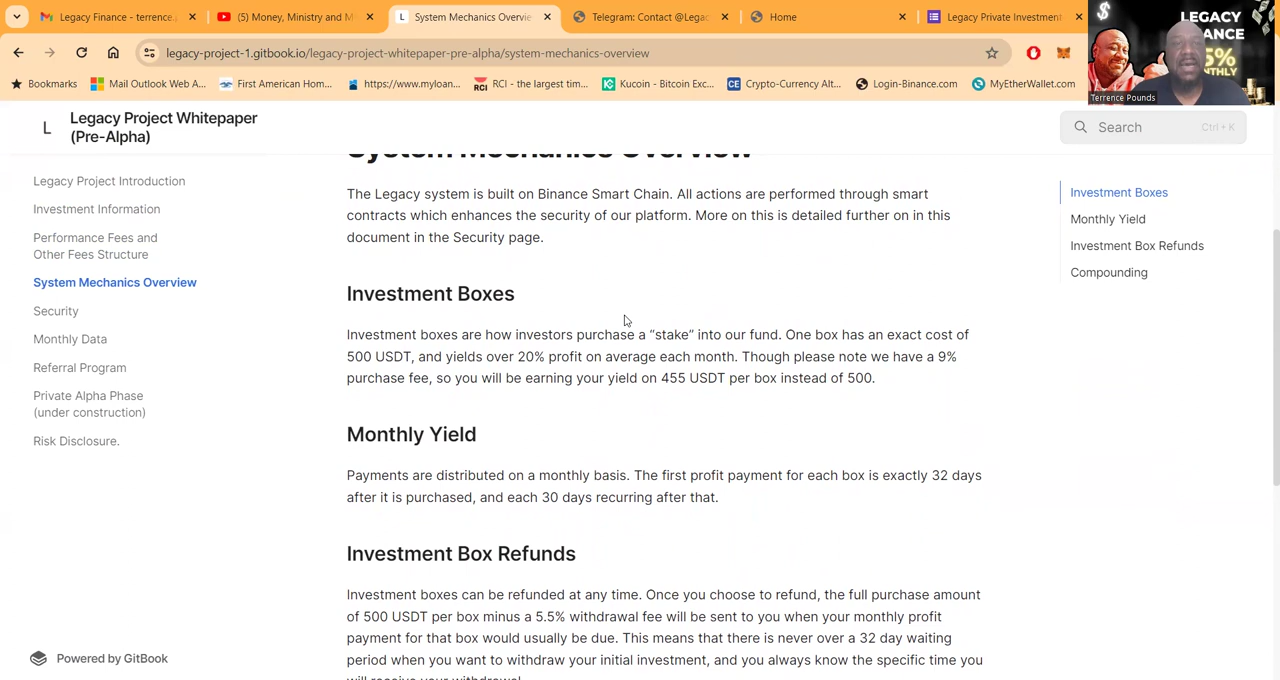 Legacy Finance - terrence.
(5) Money, Ministry and M
System Mechanics Overvie
Telegram: Contact @Legac
Home
Legacy Private Investment
legacy-project-1.gitbook.io/legacy-project-whitepaper-pre-alpha/system-mechanics-overview
Bookmarks
Mail Outlook Web A...
First American Hom...
https://www.myloan...
RCI - the largest tim...
Kucoin - Bitcoin Exc...
Crypto-Currency Alt...
Login-Binance.com
MyEtherWallet.com
LEGACY
5%
Terrence Pounds
L
Legacy Project Whitepaper
(Pre-Alpha)
Search
Ctrl + K
Legacy Project Introduction
Investment Information
Performance Fees and
Other Fees Structure
System Mechanics Overview
Security
Monthly Data
Referral Program
Private Alpha Phase
(under construction)
Risk Disclosure.
Powered by GitBook
System Mechanics Overview
The Legacy system is built on Binance Smart Chain. All actions are performed through smart
contracts which enhances the security of our platform. More on this is detailed further on in this
document in the Security page.
Investment Boxes
Investment boxes are how investors purchase a “stake” into our fund. One box has an exact cost of
500 USDT, and yields over 20% profit on average each month. Though please note we have a 9%
purchase fee, so you will be earning your yield on 455 USDT per box instead of 500.
Monthly Yield
Payments are distributed on a monthly basis. The first profit payment for each box is exactly 32 days
after it is purchased, and each 30 days recurring after that.
Investment Box Refunds
Investment boxes can be refunded at any time. Once you choose to refund, the full purchase amount
of 500 USDT per box minus a 5.5% withdrawal fee will be sent to you when your monthly profit
payment for that box would usually be due. This means that there is never over a 32 day waiting
period when you want to withdraw your initial investment, and you always know the specific time you
will receive your withdrawal.
Investment Boxes
Monthly Yield
Investment Box Refunds
Compounding